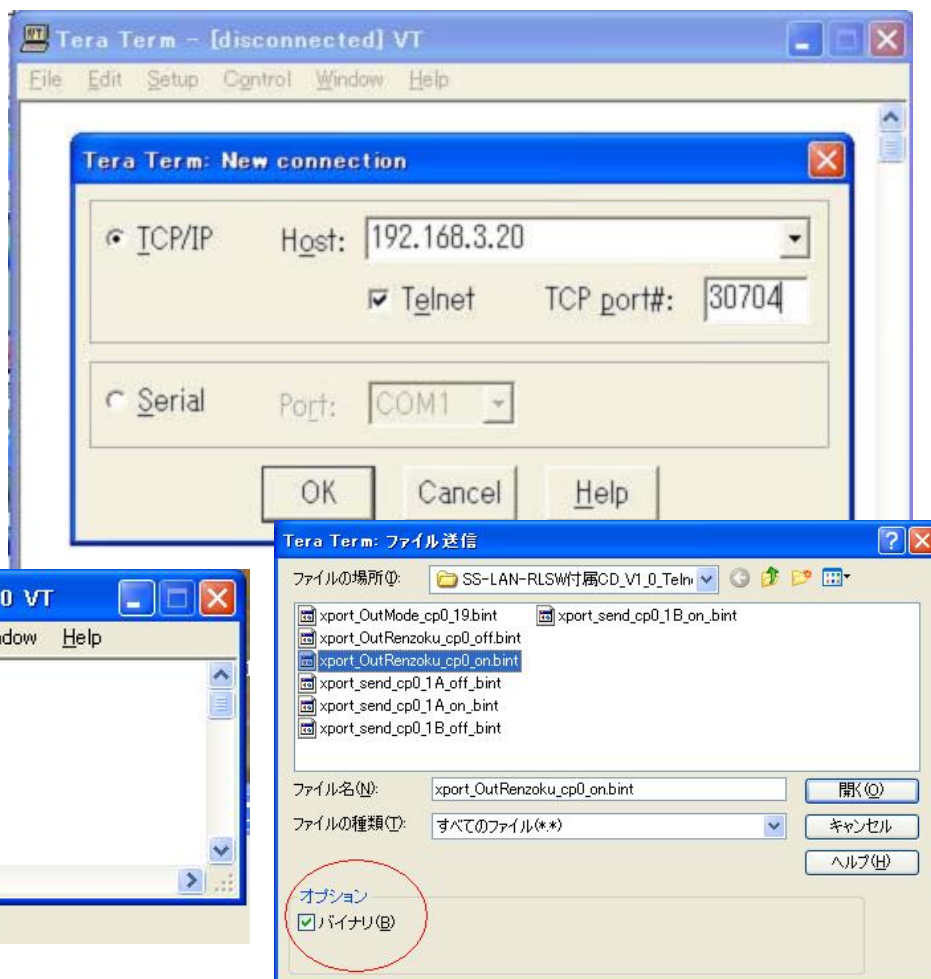 Tera Term - [disconnected] VT
File Edit Setup Control Window Help
Tera Term: New connection
TCP/IP Host: 192.168.3.20
Telnet TCP port#: 30704
Serial Port: COM1
OK Cancel Help
0 VT
ndow Help
Tera Term: ファイル送信
ファイルの場所(I): SS-LAN-RLSW付属CD_V1_0_Teln
xport_OutMode_cp0_19.bint xport_send_cp0_1B_on_bint
xport_OutRenzoku_cp0_off.bint
xport_OutRenzoku_cp0_on.bint
xport_send_cp0_1A_off_bint
xport_send_cp0_1A_on_bint
xport_send_cp0_1B_off_bint
ファイル名(N): xport_OutRenzoku_cp0_on.bint 開く(O)
ファイルの種類(T): すべてのファイル(*.*) キャンセル
ヘルプ(H)
オプション
バイナリ(B)